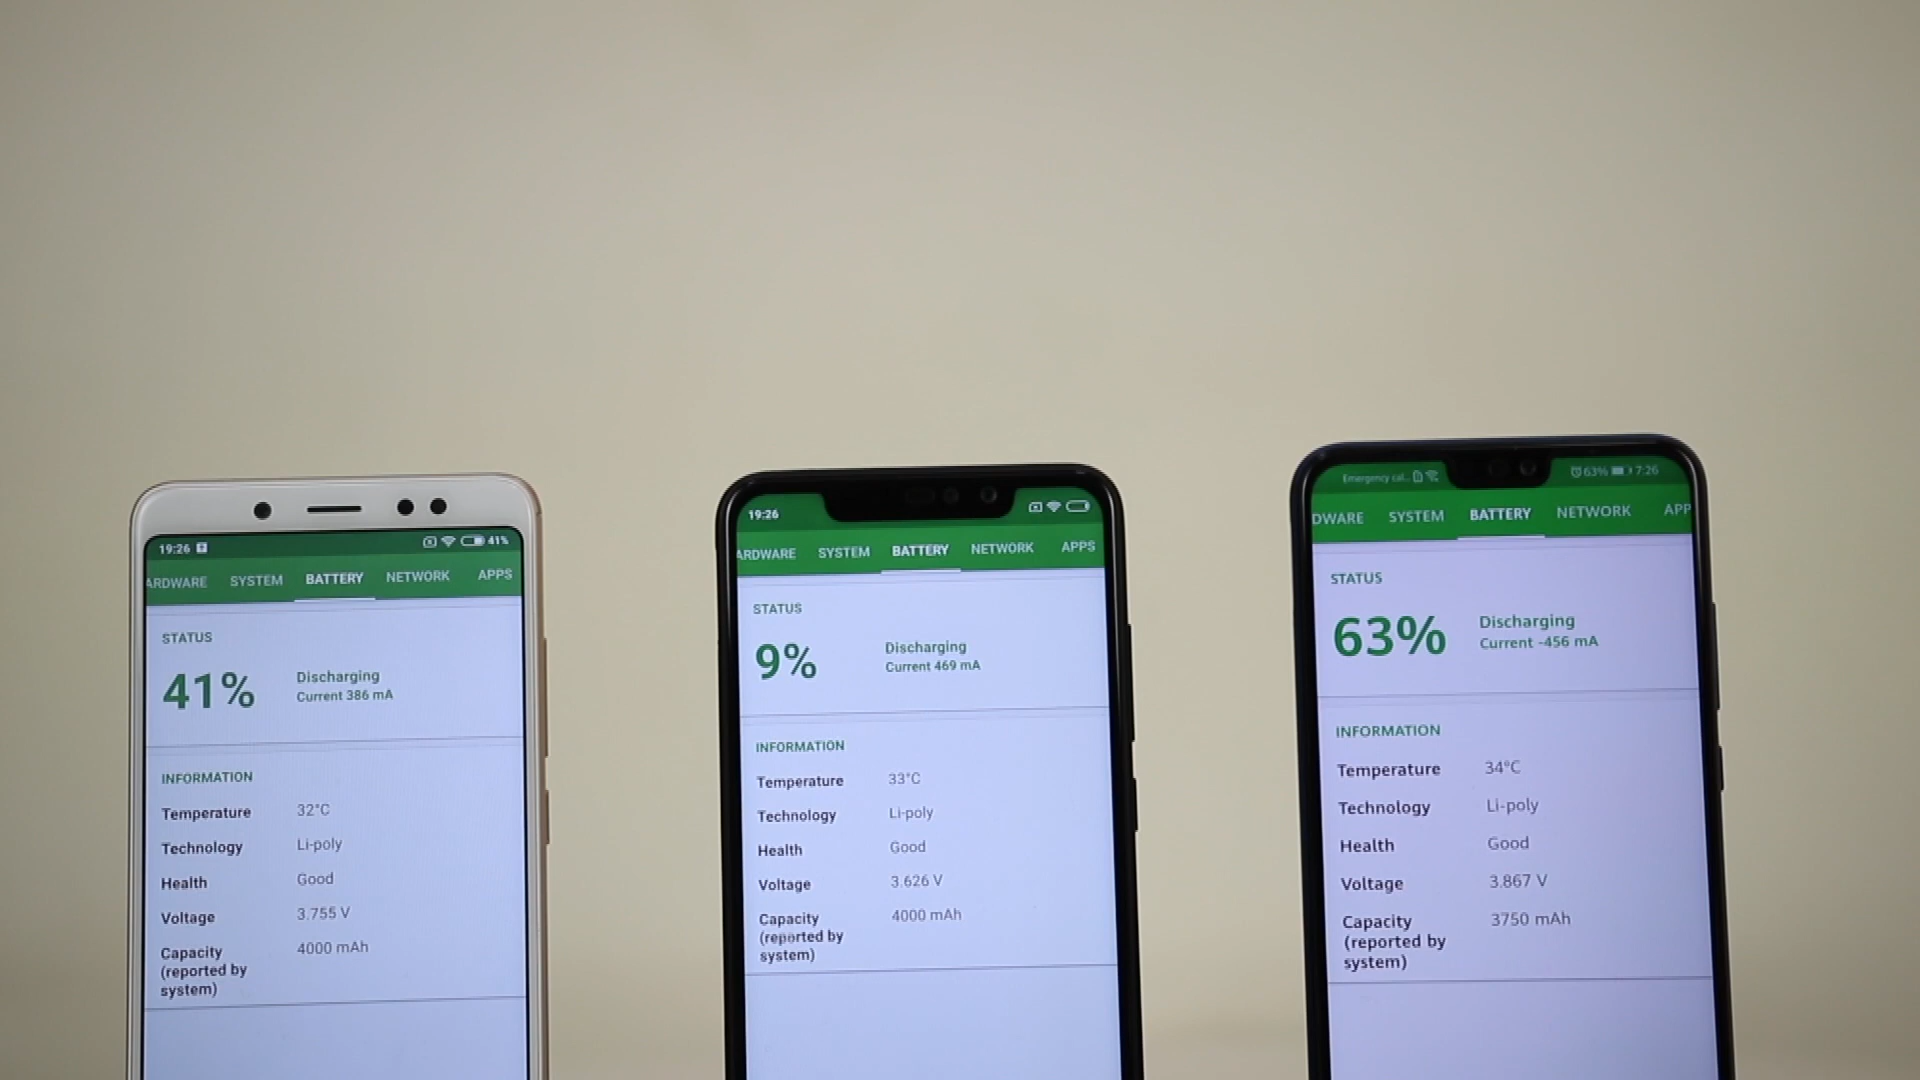 19:26
41%
ARDWARE SYSTEM BATTERY NETWORK APPS
STATUS
41%
Discharging
Current 386 mA
INFORMATION
Temperature 32°C
Technology Li-poly
Health Good
Voltage 3.755 V
Capacity 4000 mAh
(reported by
system)
19:26
ARDWARE SYSTEM BATTERY NETWORK APPS
STATUS
9%
Discharging
Current 469 mA
INFORMATION
Temperature 33°C
Technology Li-poly
Health Good
Voltage 3.626 V
Capacity 4000 mAh
(reported by
system)
Emergency cal...
63% 7:26
DWARE SYSTEM BATTERY NETWORK APP
STATUS
63%
Discharging
Current -456 mA
INFORMATION
Temperature 34°C
Technology Li-poly
Health Good
Voltage 3.867 V
Capacity 3750 mAh
(reported by
system)